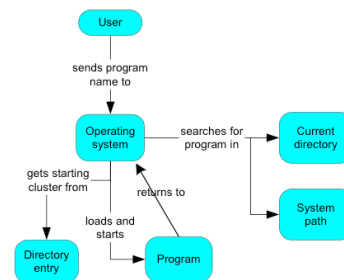 User
sends program
name to
Operating
system
searches for
program in
Current
directory
gets starting
cluster from
returns to
System
path
loads and
starts
Directory
entry
Program